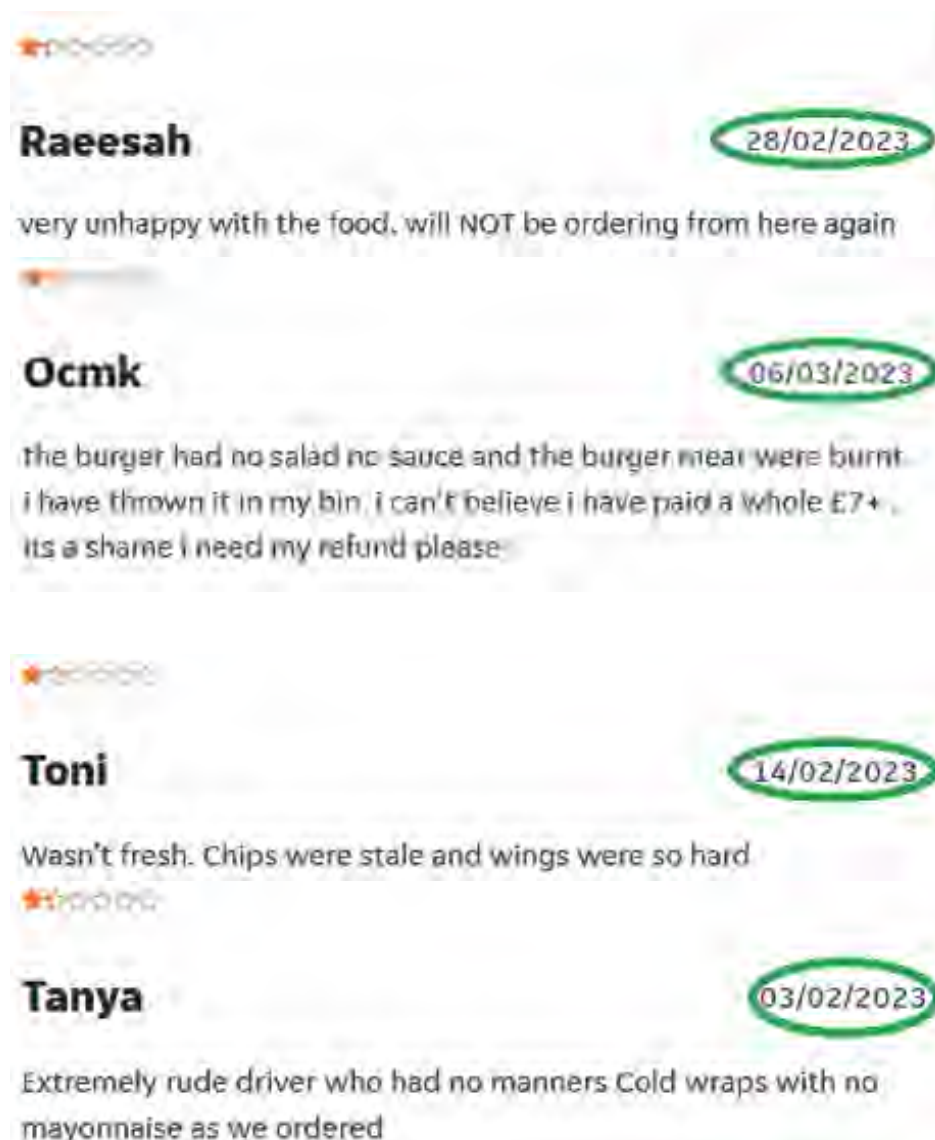 Raeesah
28/02/2023
very unhappy with the food, will NOT be ordering from here again
Ocmk
06/03/2023
the burger had no salad no sauce and the burger meat were burnt.
i have thrown it in my bin. i can't believi i have paid a whole £7+ .
its a shame i need my refund please
Toni
14/02/2023
Wasn't fresh. Chips were stale and wings were so hard
Tanya
03/02/2023
Extremely rude driver who had no manners Cold wraps with no
mayonnaise as we ordered